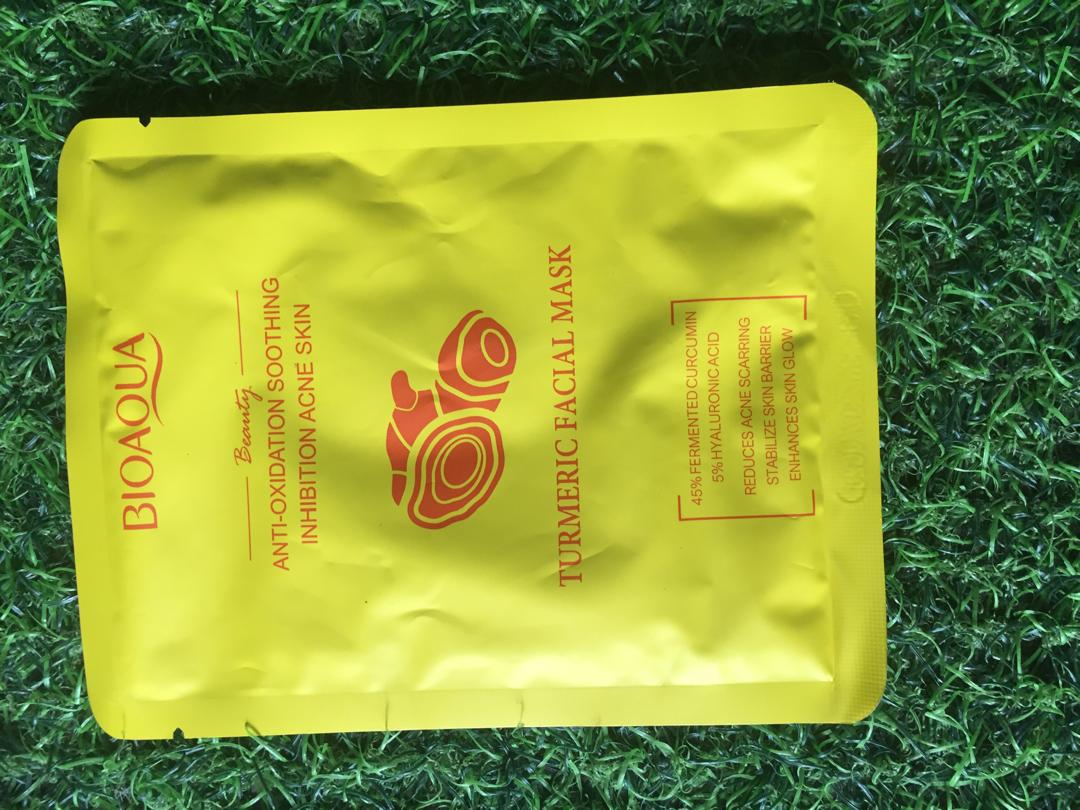 BIOAQUA
Beauty
ANTI-OXIDATION SOOTHING
INHIBITION ACNE SKIN
TURMERIC FACIAL MASK
45% FERMENTED CURCUMIN
5% HYALURONIC ACID
REDUCES ACNE SCARRING
STABILIZE SKIN BARRIER
ENHANCES SKIN GLOW